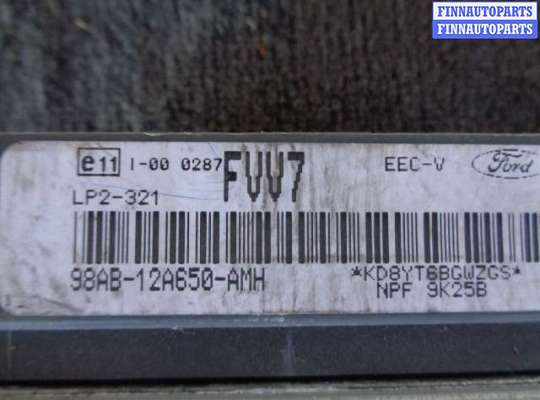 FINNAUTOPARTS
FINNAUTOPARTS
e11 I-00 0287 FVV7 EEC-V Ford
LP2-321
98AB-12A650-AMH *KD8YT6BGWZGS*
NPF 9K25B